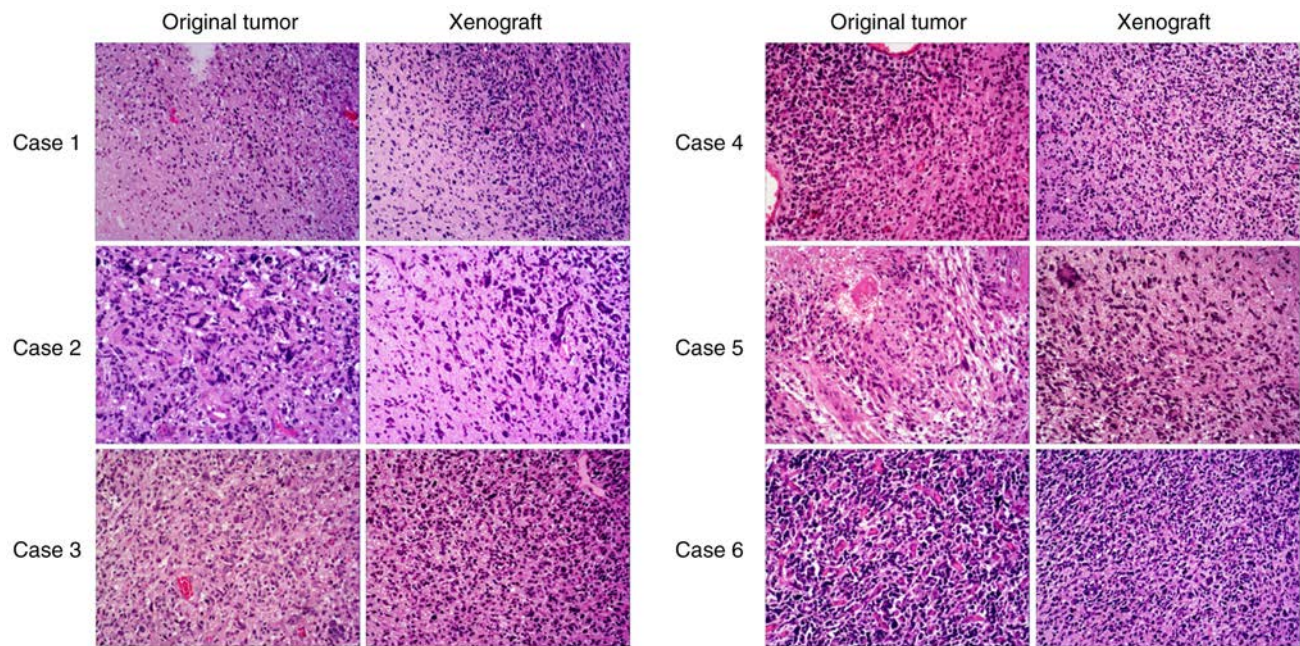 Original tumor Xenograft
Case 1
Case 2
Case 3
Original tumor Xenograft
Case 4
Case 5
Case 6